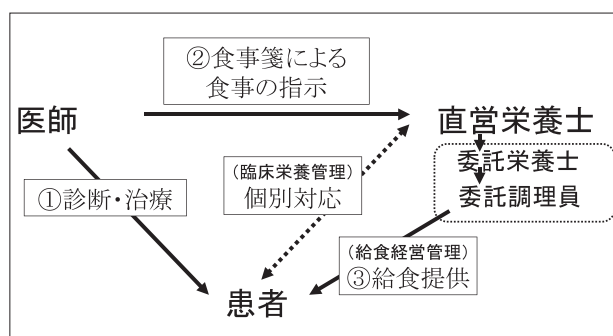 ②食事箋による
食事の指示
医師
直営栄養士
委託栄養士
委託調理員
(臨床栄養管理)
個別対応
①診断・治療
(給食経営管理)
③給食提供
患者